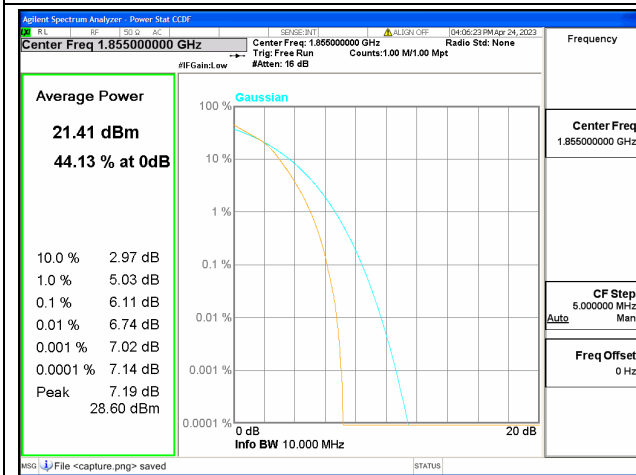 Agilent Spectrum Analyzer - Power Stat CCDF
LXI RL RF 50 Ω AC SENSE:INT ALIGN OFF 04:06:23 PM Apr 24, 2023
Center Freq 1.855000000 GHz
Center Freq: 1.855000000 GHz Radio Std: None
Trig: Free Run Counts:1.00 M/1.00 Mpt
#IFGain:Low #Atten: 16 dB
Frequency
Average Power
21.41 dBm
44.13 % at 0dB
10.0 % 2.97 dB
1.0 % 5.03 dB
0.1 % 6.11 dB
0.01 % 6.74 dB
0.001 % 7.02 dB
0.0001 % 7.14 dB
Peak 7.19 dB
28.60 dBm
Gaussian
100 %
10 %
1 %
0.1 %
0.01 %
0.001 %
0.0001 %
0 dB 20 dB
Info BW 10.000 MHz
Center Freq
1.855000000 GHz
CF Step
5.000000 MHz
Auto Man
Freq Offset
0 Hz
MSG File <capture.png> saved STATUS